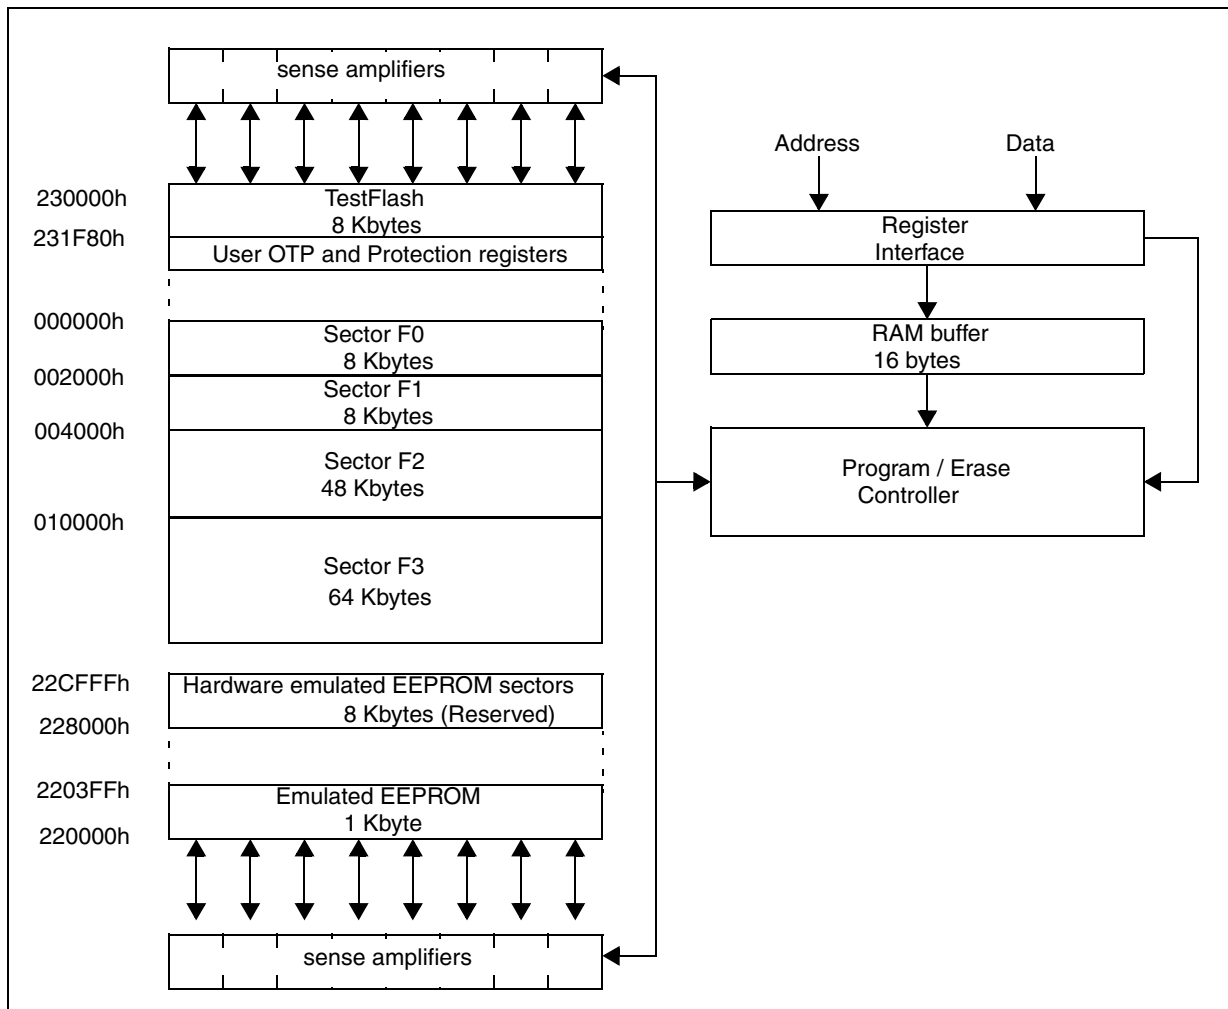 sense amplifiers
230000h
TestFlash
8 Kbytes
231F80h
User OTP and Protection registers
000000h
Sector F0
8 Kbytes
002000h
Sector F1
8 Kbytes
004000h
Sector F2
48 Kbytes
010000h
Sector F3
64 Kbytes
22CFFFh
Hardware emulated EEPROM sectors
8 Kbytes (Reserved)
228000h
2203FFh
Emulated EEPROM
1 Kbyte
220000h
sense amplifiers
Address
Data
Register
Interface
RAM buffer
16 bytes
Program / Erase
Controller